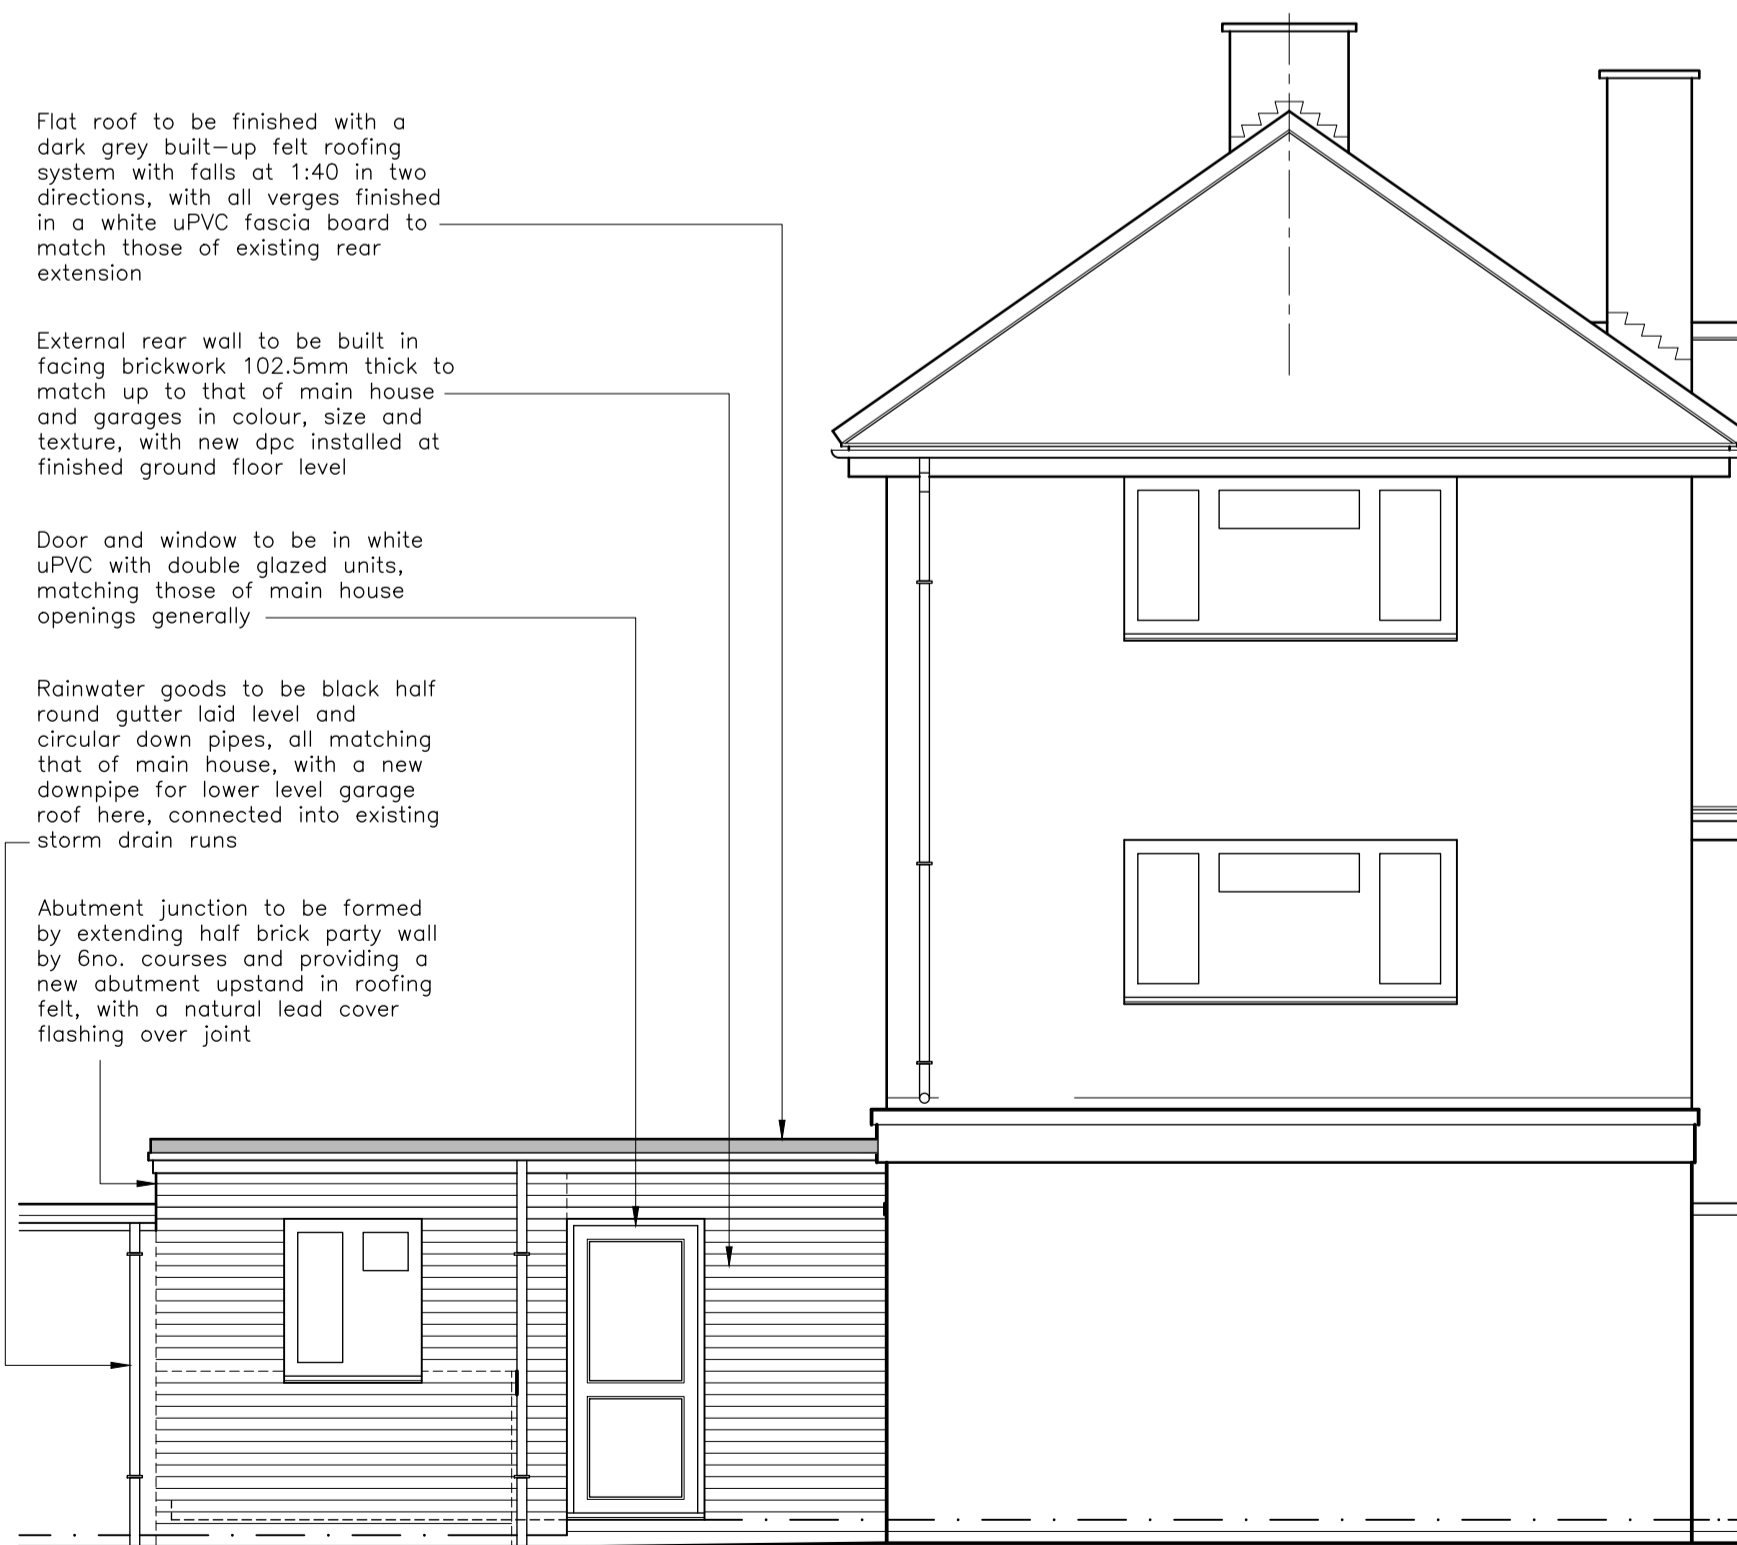 Flat roof to be finished with a
dark grey built-up felt roofing
system with falls at 1:40 in two
directions, with all verges finished
in a white uPVC fascia board to
match those of existing rear
extension
External rear wall to be built in
facing brickwork 102.5mm thick to
match up to that of main house
and garages in colour, size and
texture, with new dpc installed at
finished ground floor level
Door and window to be in white
uPVC with double glazed units,
matching those of main house
openings generally
Rainwater goods to be black half
round gutter laid level and
circular down pipes, all matching
that of main house, with a new
downpipe for lower level garage
roof here, connected into existing
storm drain runs
Abutment junction to be formed
by extending half brick party wall
by 6no. courses and providing a
new abutment upstand in roofing
felt, with a natural lead cover
flashing over joint